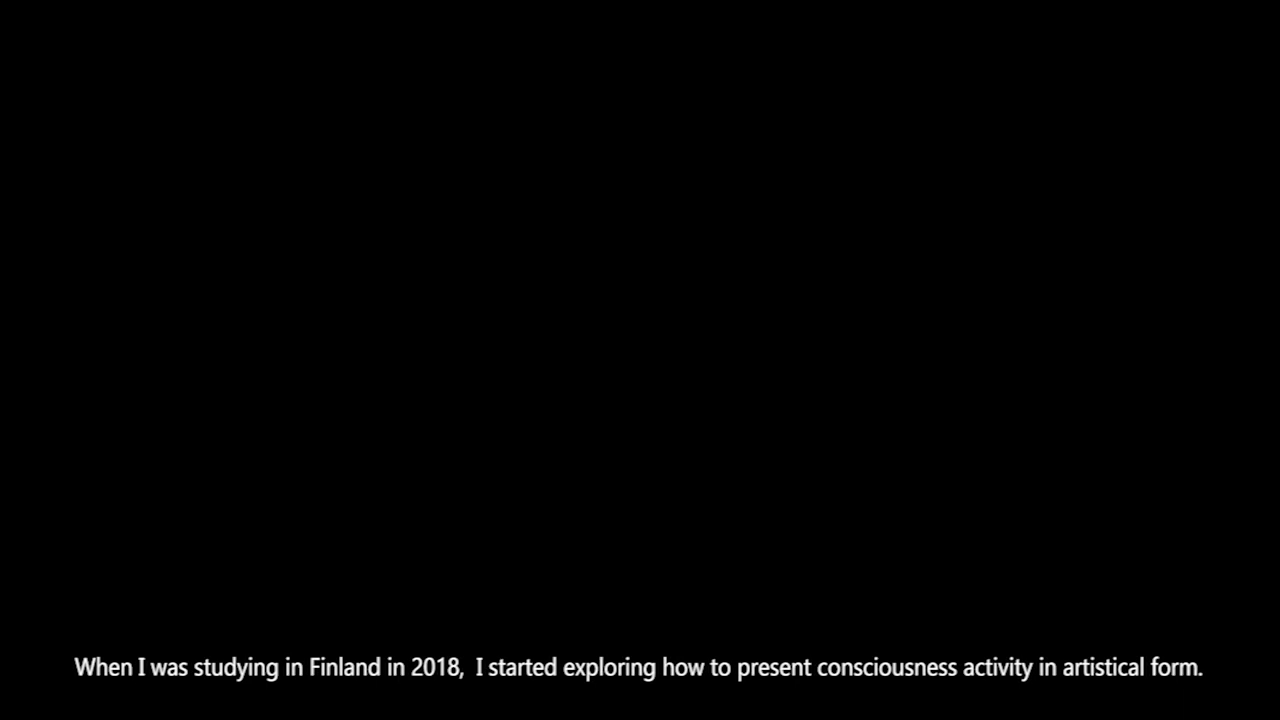 When I was studying in Finland in 2018,  I started exploring how to present consciousness activity in artistical form.